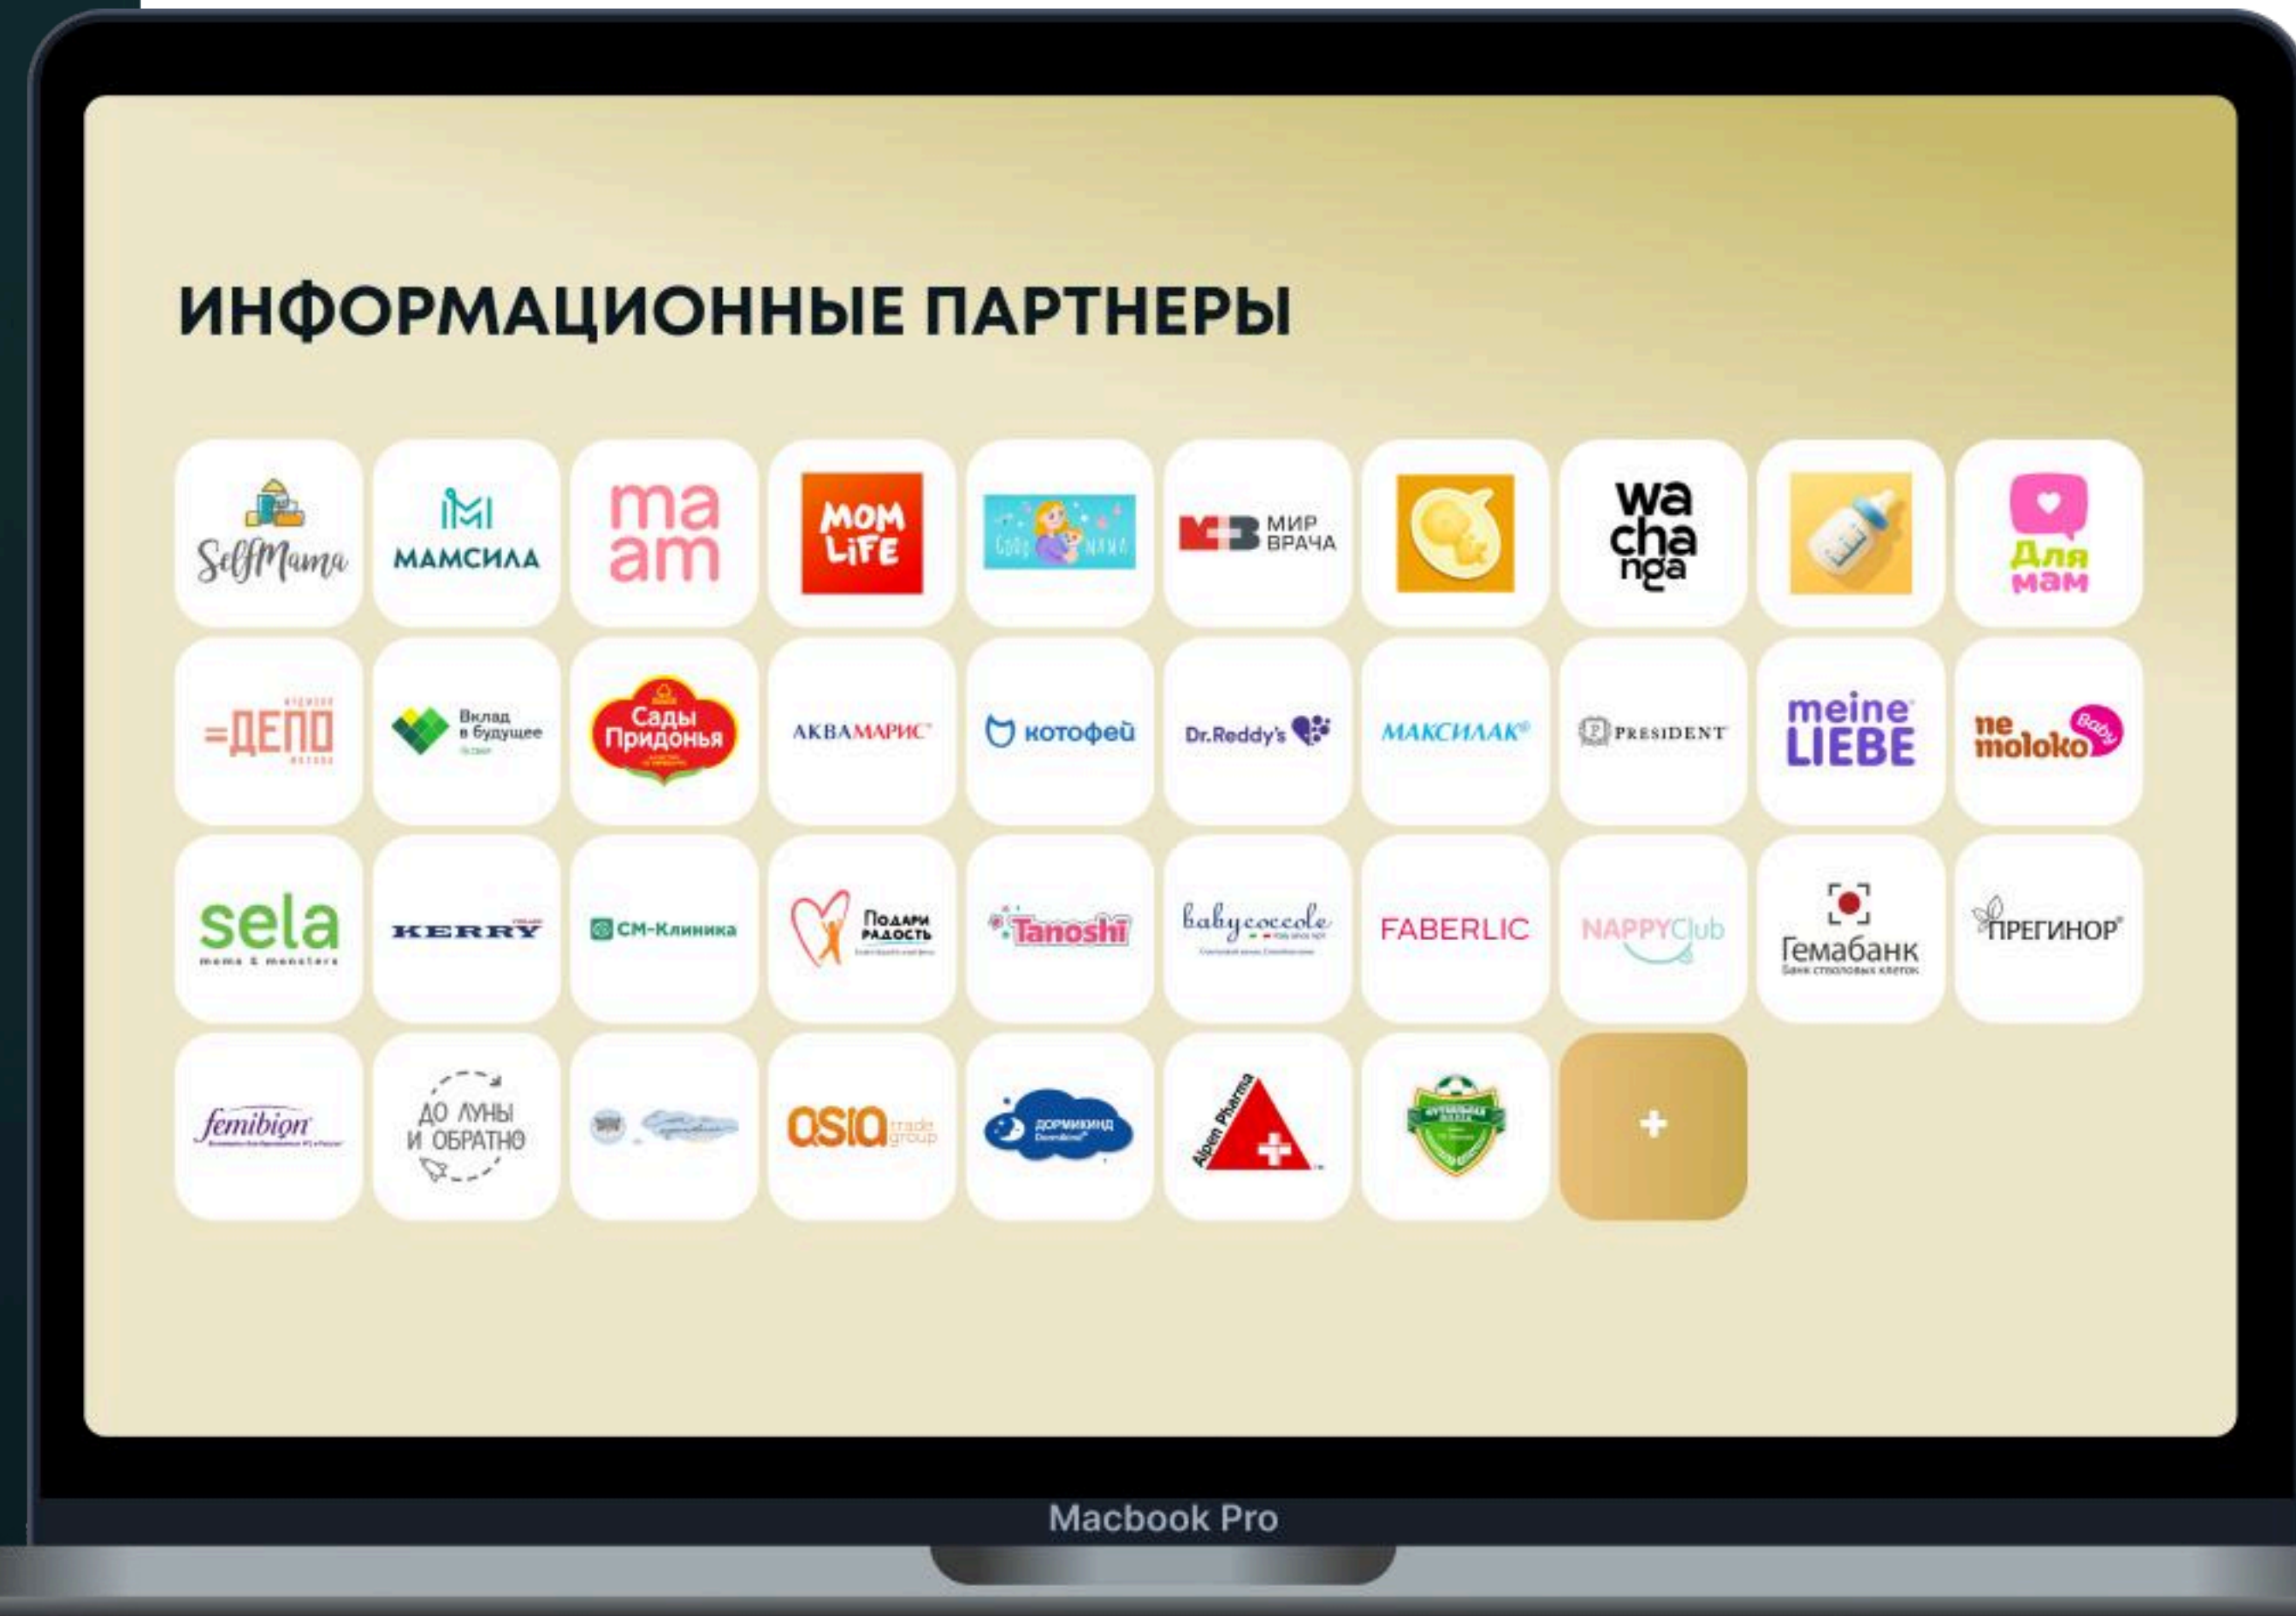 ИНФОРМАЦИОННЫЕ ПАРТНЕРЫ
SelfMama
МАМСИЛА
ma
am
MOM
LiFE
GOOD MAMA
М+В МИР
ВРАЧА
wa
cha
nga
Для
мам
=ДЕПО
Вклад
в будущее
Сады
Придонья
АКВАМАРИС
котофей
Dr.Reddy's
МАКСИЛАК®
PRESIDENT
meine
LIEBE
ne
moloko
Baby
sela
moms & monsters
KERRY
СМ-Клиника
Подари
радость
Tanoshi
babycoccole
FABERLIC
NAPPYClub
Гемабанк
Банк стволовых клеток
ПРЕГИНОР®
femibion
ДО ЛУНЫ
И ОБРАТНО
asia trade
group
ДОРМИКИНД
Dormikind®
Alpen Pharma
+
Macbook Pro